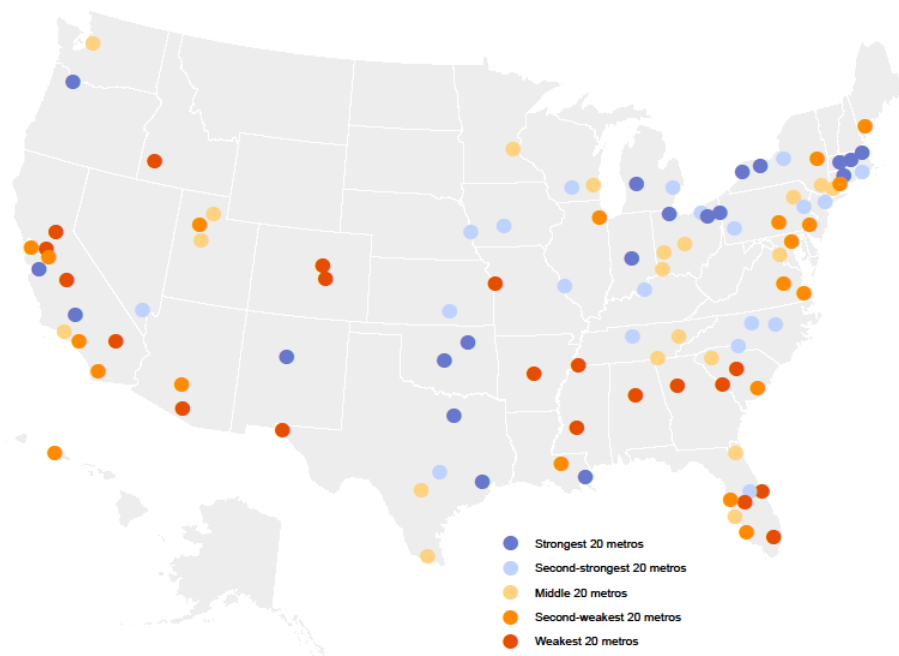 Strongest 20 metros
Second-strongest 20 metros
Middle 20 metros
Second-weakest 20 metros
Weakest 20 metros